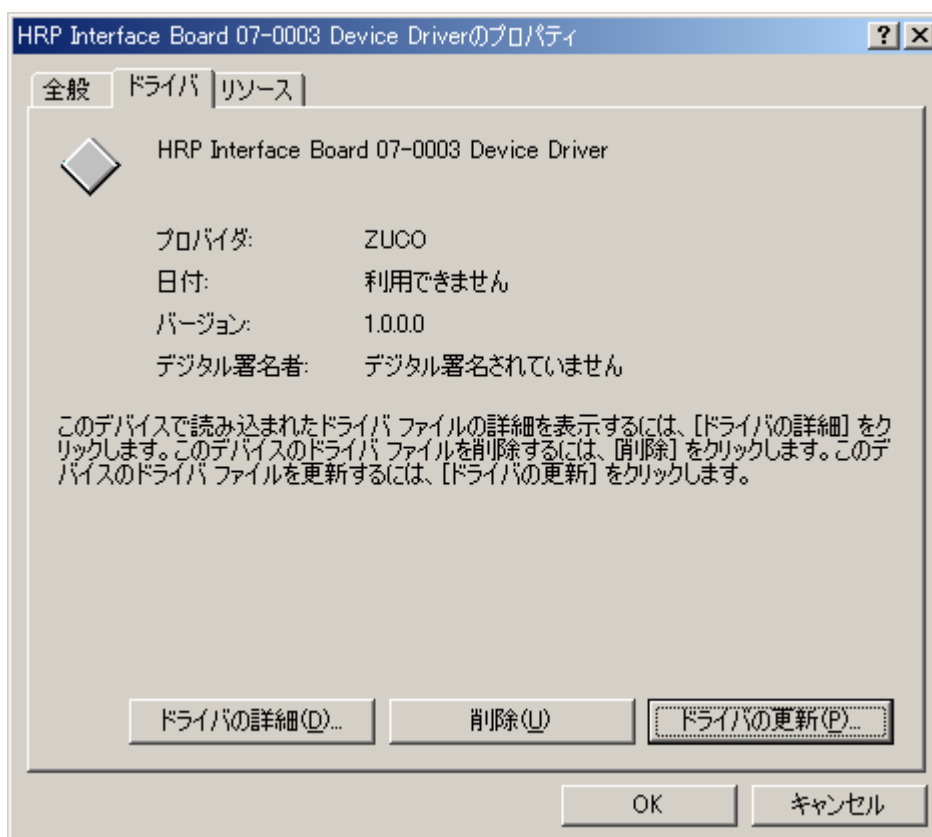 HRP Interface Board 07-0003 Device Driverのプロパティ
全般 ドライバ リソース
HRP Interface Board 07-0003 Device Driver
プロバイダ: ZUCO
日付: 利用できません
バージョン: 1.0.0.0
デジタル署名者: デジタル署名されていません
このデバイスで読み込まれたドライバ ファイルの詳細を表示するには、[ドライバの詳細] をク
リックします。このデバイスのドライバ ファイルを削除するには、[削除] をクリックします。このデ
バイスのドライバ ファイルを更新するには、[ドライバの更新] をクリックします。
ドライバの詳細(D)... 削除(U) ドライバの更新(P)...
OK キャンセル